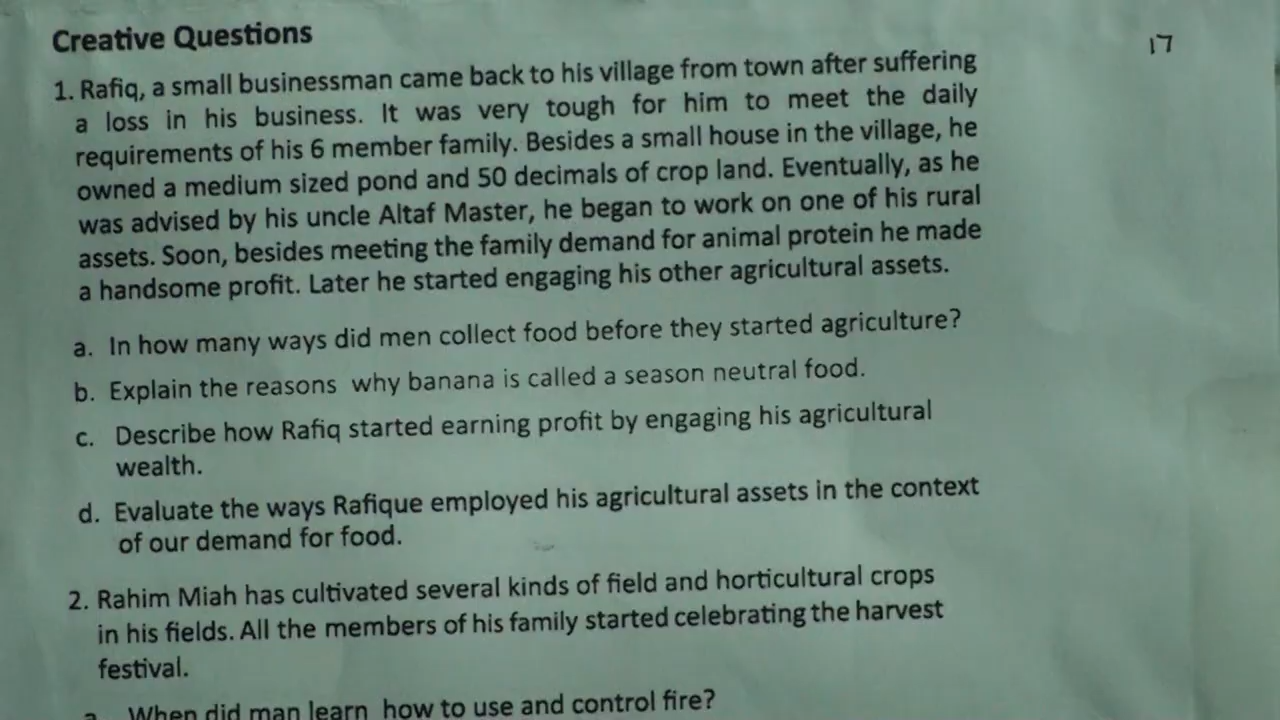 Creative Questions
17
1. Rafiq, a small businessman came back to his village from town after suffering
a loss in his business. It was very tough for him to meet the daily
requirements of his 6 member family. Besides a small house in the village, he
owned a medium sized pond and 50 decimals of crop land. Eventually, as he
was advised by his uncle Altaf Master, he began to work on one of his rural
assets. Soon, besides meeting the family demand for animal protein he made
a handsome profit. Later he started engaging his other agricultural assets.
a. In how many ways did men collect food before they started agriculture?
b. Explain the reasons why banana is called a season neutral food.
c. Describe how Rafiq started earning profit by engaging his agricultural
wealth.
d. Evaluate the ways Rafique employed his agricultural assets in the context
of our demand for food.
2. Rahim Miah has cultivated several kinds of field and horticultural crops
in his fields. All the members of his family started celebrating the harvest
festival.
a. When did man learn how to use and control fire?